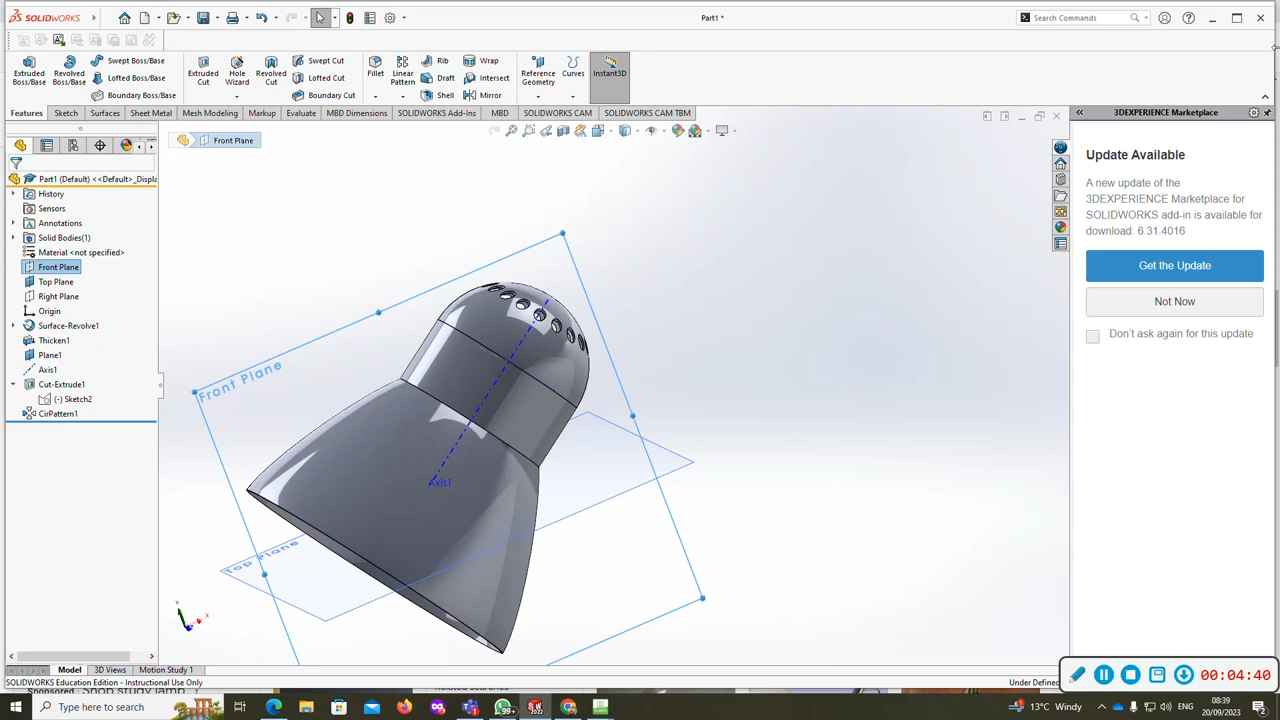 SOLIDWORKS
Part1 *
Search Commands
Extruded Boss/Base
Revolved Boss/Base
Swept Boss/Base
Lofted Boss/Base
Boundary Boss/Base
Extruded Cut
Hole Wizard
Revolved Cut
Swept Cut
Lofted Cut
Boundary Cut
Fillet
Linear Pattern
Rib
Draft
Shell
Wrap
Intersect
Mirror
Reference Geometry
Curves
Instant3D
Features
Sketch
Surfaces
Sheet Metal
Mesh Modeling
Markup
Evaluate
MBD Dimensions
SOLIDWORKS Add-Ins
MBD
SOLIDWORKS CAM
SOLIDWORKS CAM TBM
Front Plane
Part1 (Default) <<Default>_Displa
History
Sensors
Annotations
Solid Bodies(1)
Material <not specified>
Front Plane
Top Plane
Right Plane
Origin
Surface-Revolve1
Thicken1
Plane1
Axis1
Cut-Extrude1
(-) Sketch2
CirPattern1
Front Plane
Axis1
Top Plane
Y
X
3DEXPERIENCE Marketplace
Update Available
A new update of the
3DEXPERIENCE Marketplace for
SOLIDWORKS add-in is available for
download: 6.31.4016
Get the Update
Not Now
Don't ask again for this update
Model
3D Views
Motion Study 1
SOLIDWORKS Education Edition - Instructional Use Only
Under Defined
00:04:40
Type here to search
99+
2022
13°C Windy
ENG
08:39
20/09/2023
2